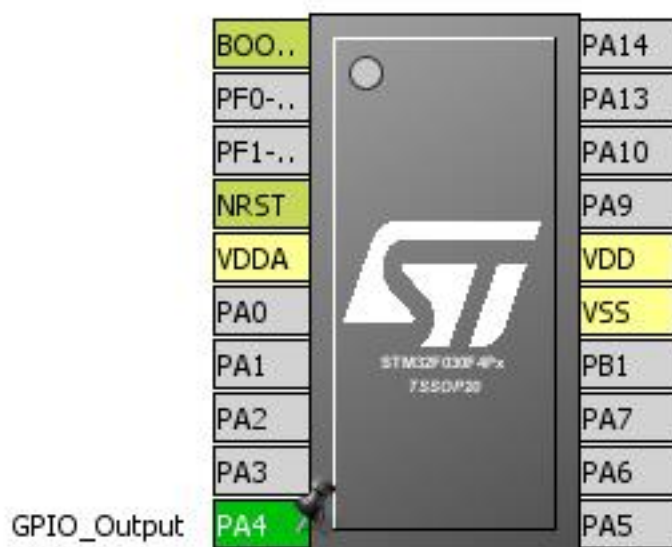 BOO..
PF0-..
PF1-..
NRST
VDDA
PA0
PA1
PA2
PA3
GPIO_Output PA4
STM32F030F4Px
TSSOP20
PA14
PA13
PA10
PA9
VDD
VSS
PB1
PA7
PA6
PA5